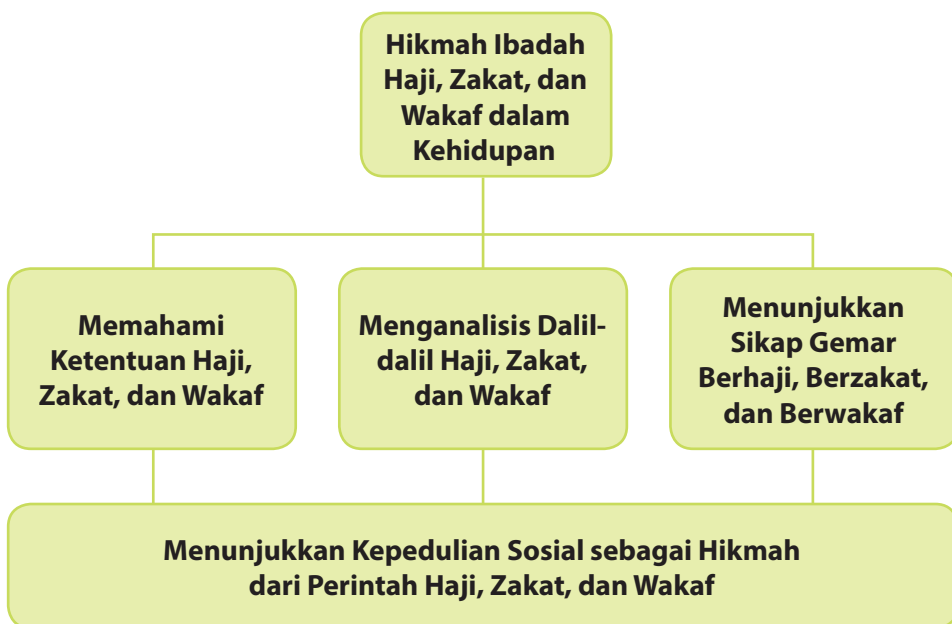 Hikmah Ibadah
Haji, Zakat, dan
Wakaf dalam
Kehidupan
Memahami
Ketentuan Haji,
Zakat, dan Wakaf
Menganalisis Dalil-
dalil Haji, Zakat,
dan Wakaf
Menunjukkan
Sikap Gemar
Berhaji, Berzakat,
dan Berwakaf
Menunjukkan Kepedulian Sosial sebagai Hikmah
dari Perintah Haji, Zakat, dan Wakaf